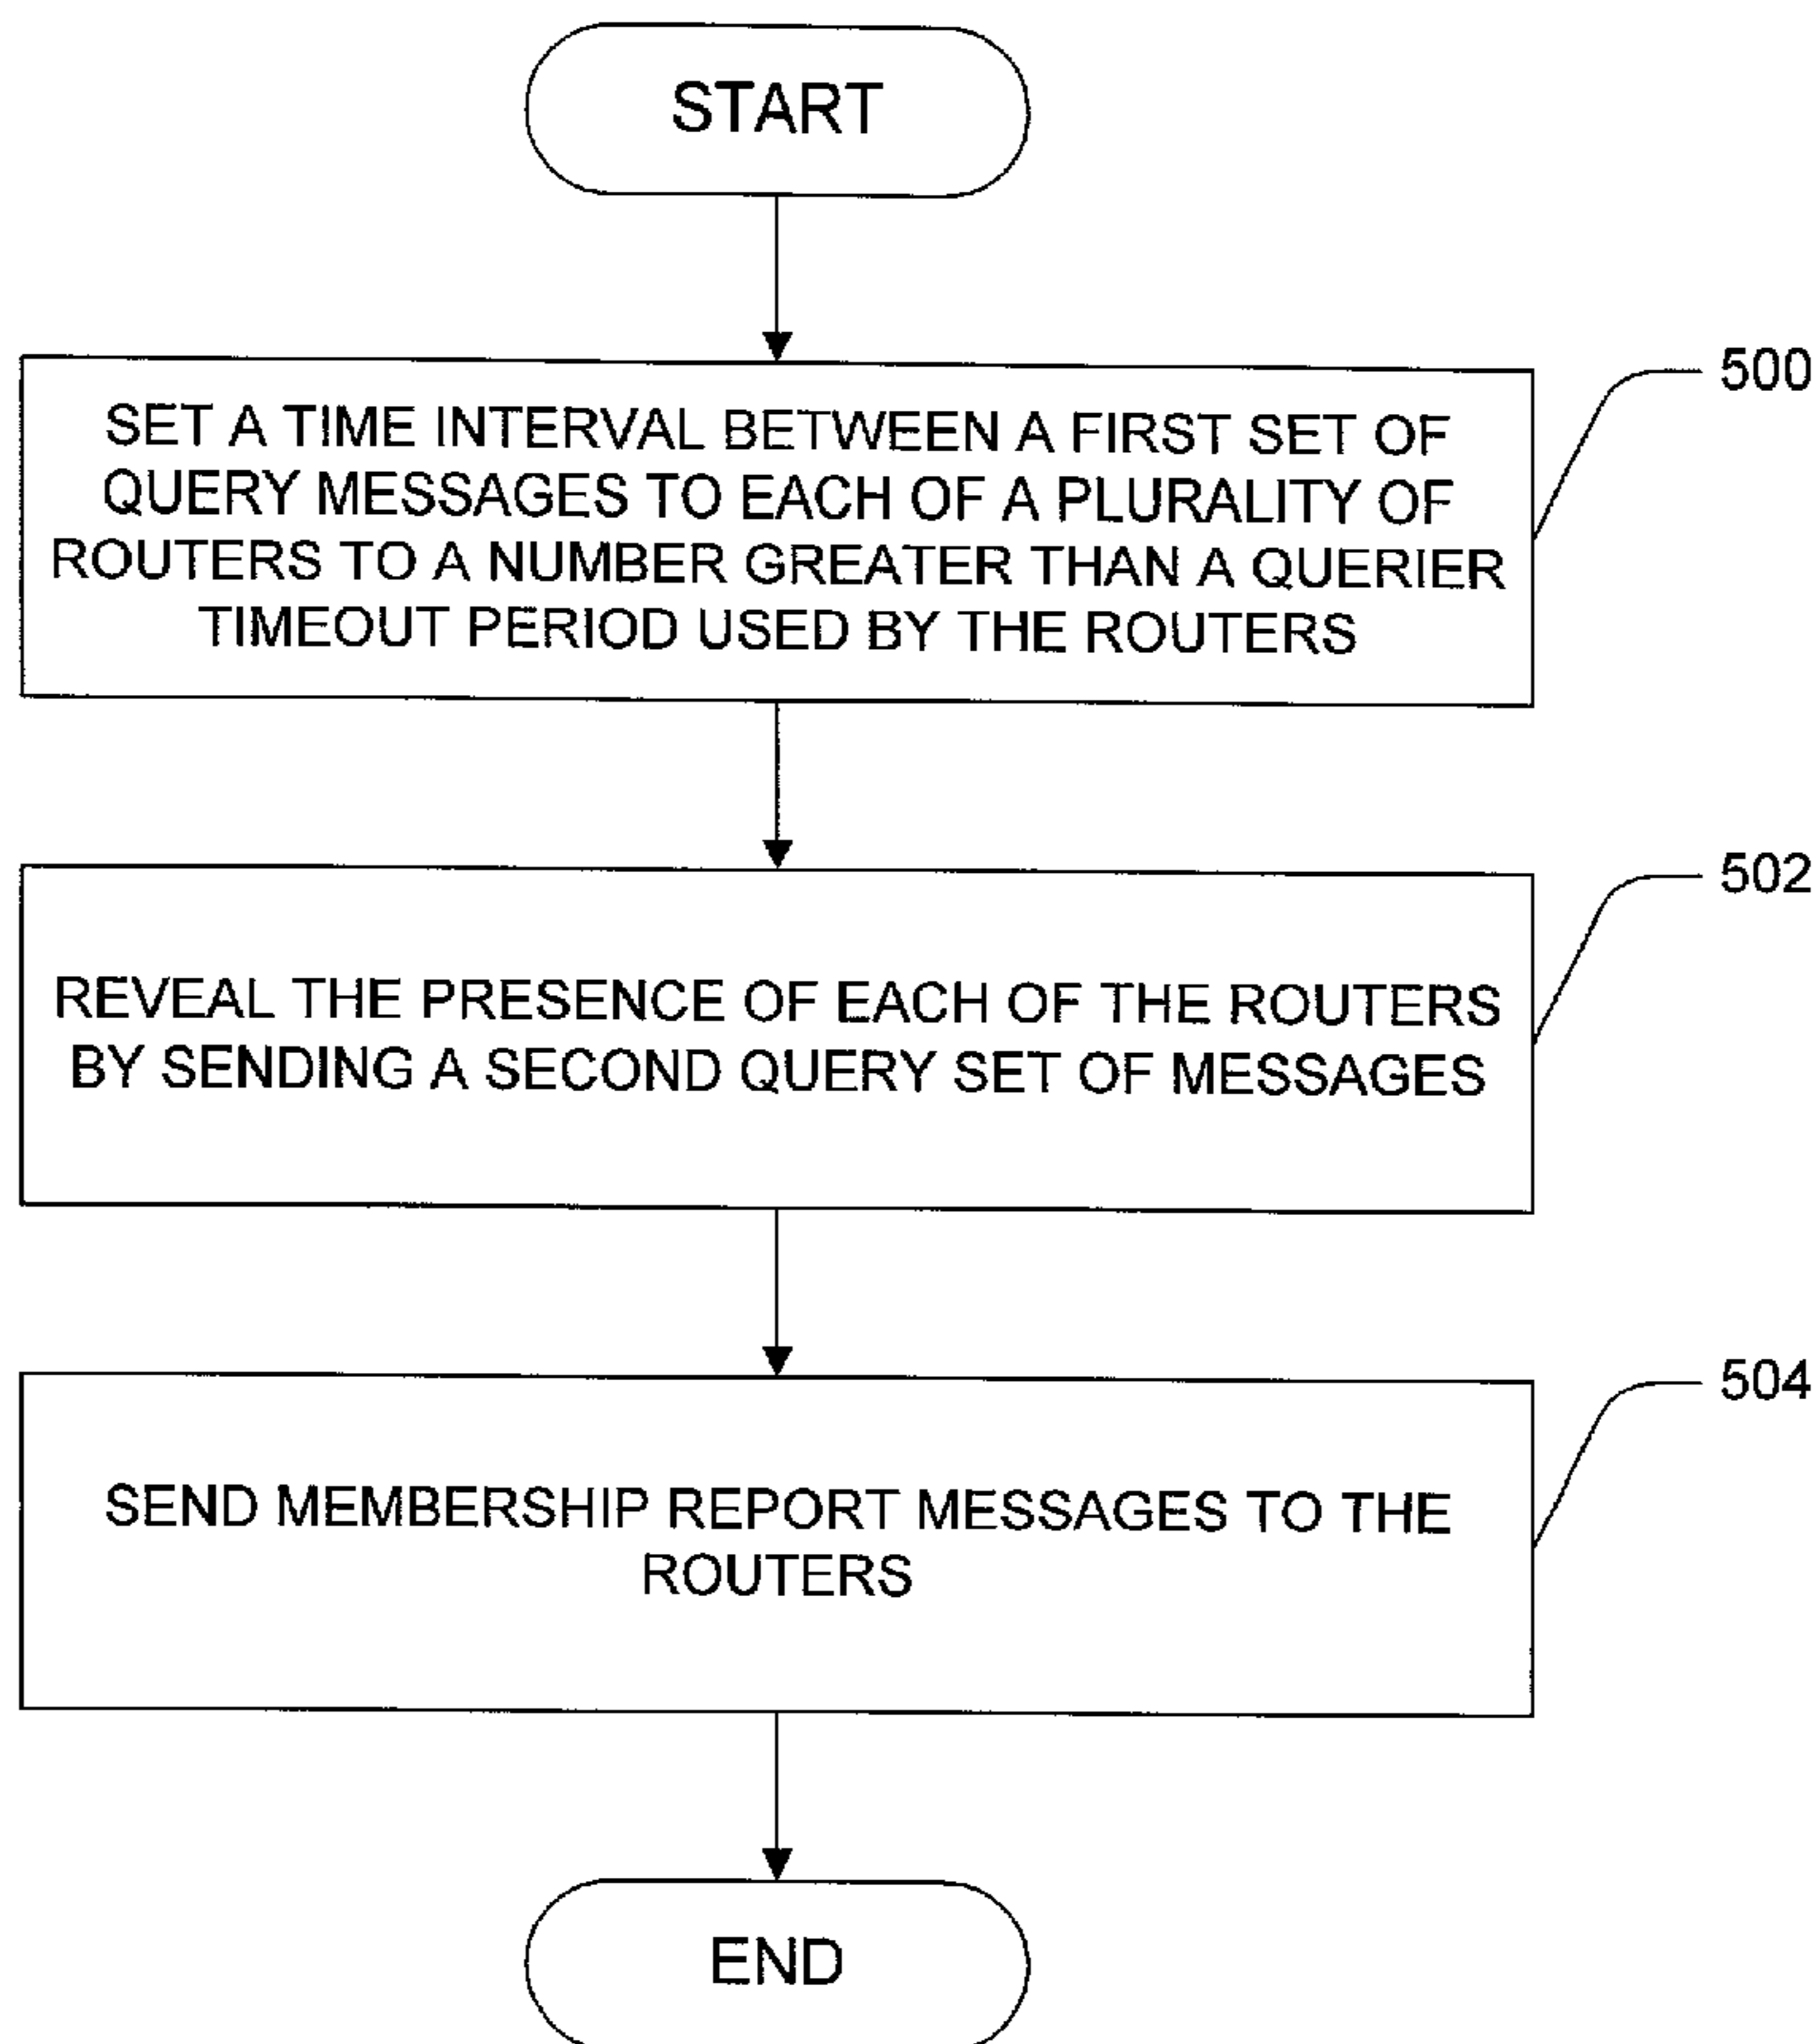 START
500
SET A TIME INTERVAL BETWEEN A FIRST SET OF
QUERY MESSAGES TO EACH OF A PLURALITY OF
ROUTERS TO A NUMBER GREATER THAN A QUERIER
TIMEOUT PERIOD USED BY THE ROUTERS
502
REVEAL THE PRESENCE OF EACH OF THE ROUTERS
BY SENDING A SECOND QUERY SET OF MESSAGES
504
SEND MEMBERSHIP REPORT MESSAGES TO THE
ROUTERS
END